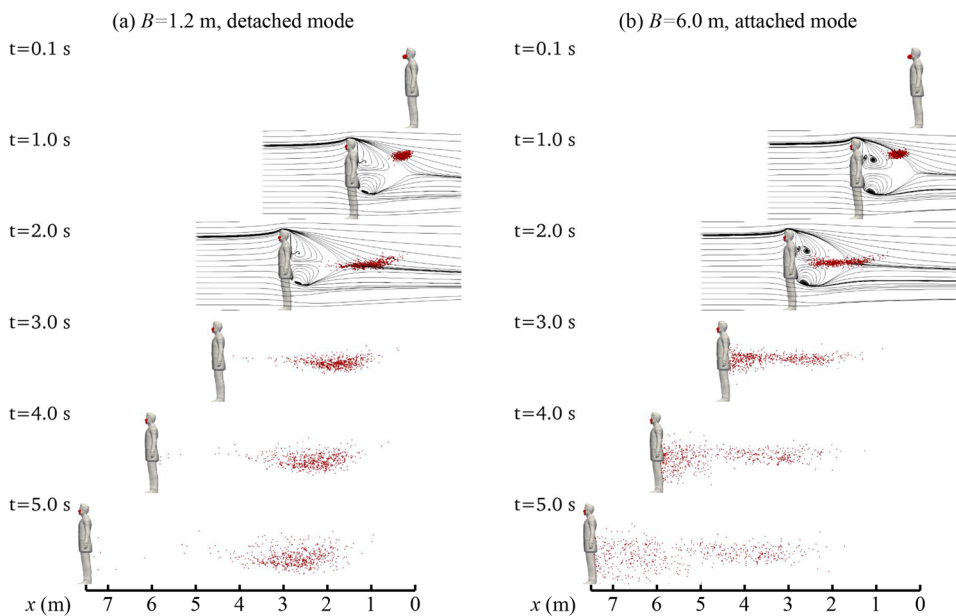 (a) B=1.2 m, detached mode
t=0.1 s
t=1.0 s
t=2.0 s
t=3.0 s
t=4.0 s
t=5.0 s
x (m) 7 6 5 4 3 2 1 0
(b) B=6.0 m, attached mode
t=0.1 s
t=1.0 s
t=2.0 s
t=3.0 s
t=4.0 s
t=5.0 s
x (m) 7 6 5 4 3 2 1 0